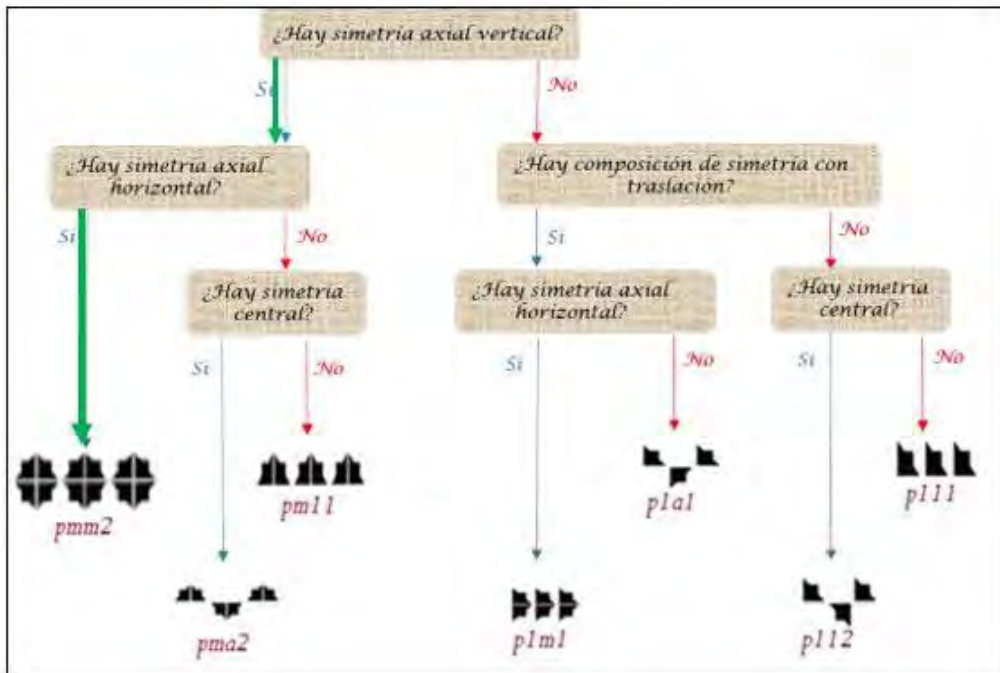 ¿Hay simetria axial vertical?
Si
No
¿Hay simetria axial
horizontal?
¿Hay composición de simetria con
traslacion?
Si
No
Si
No
¿Hay simetria
central?
¿Hay simetria axial
horizontal?
¿Hay simetria
central?
Si
No
Si
No
Si
No
pmm2
pm11
p1a1
p111
pma2
p1m1
p112